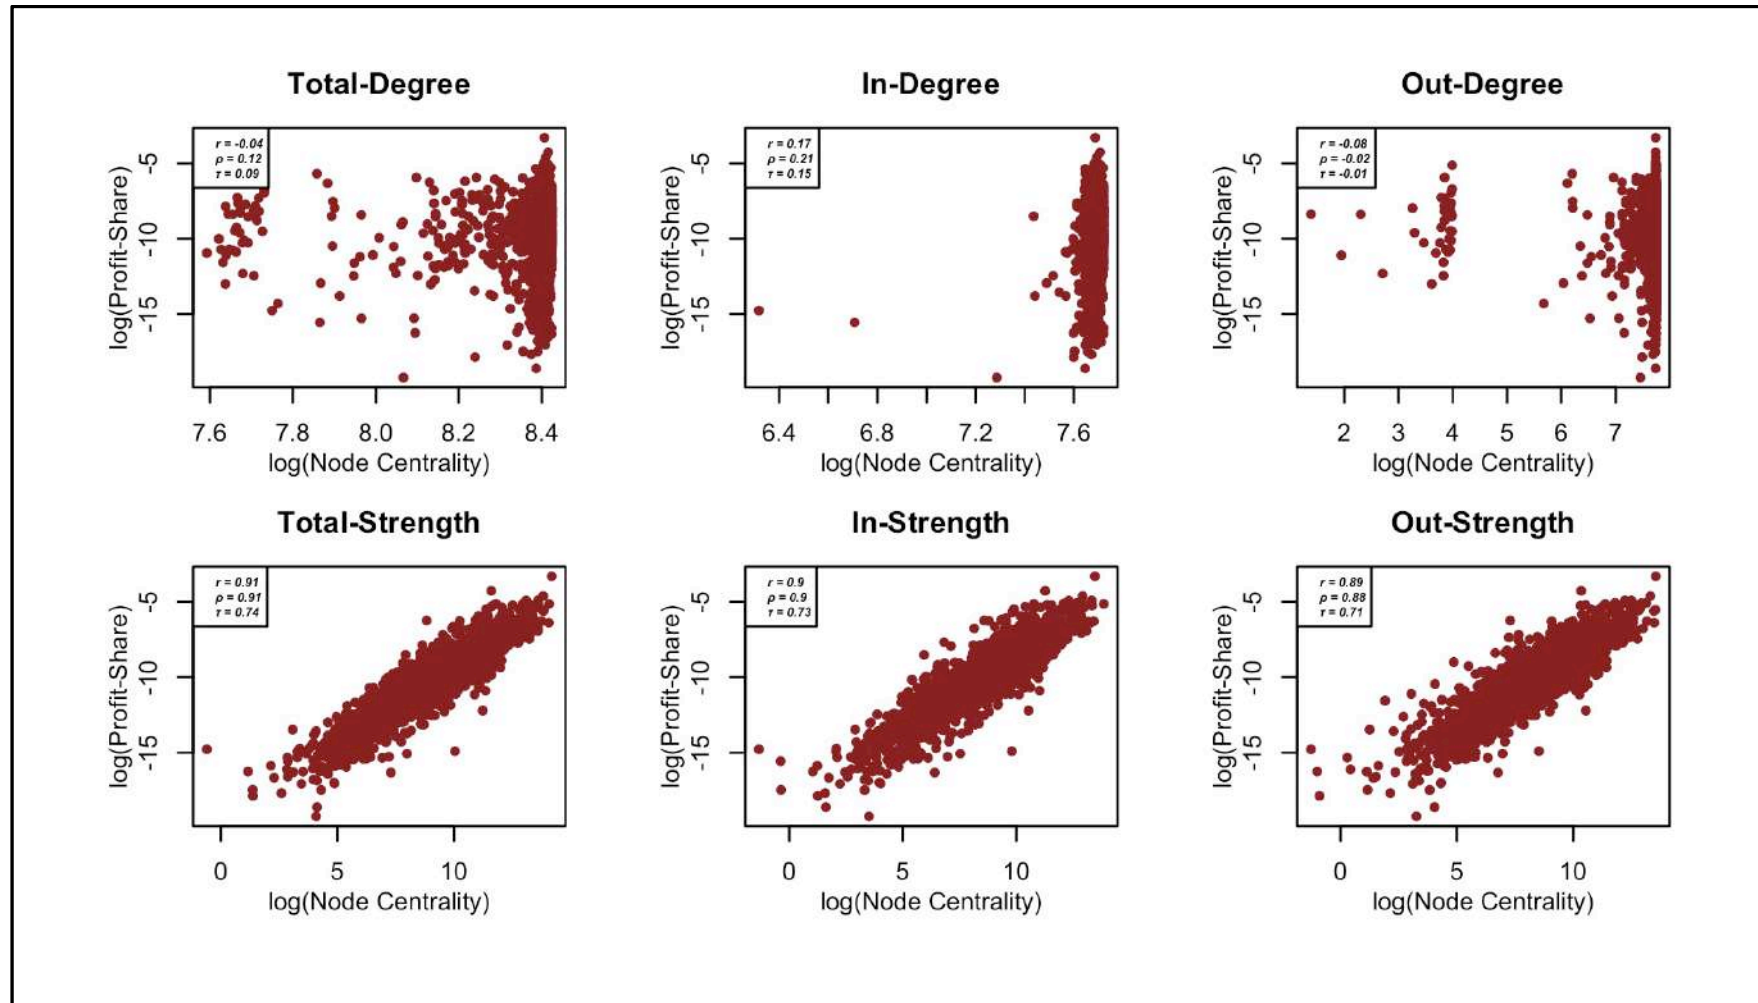 Total-Degree
r = -0.04
ρ = 0.12
τ = 0.09
log(Profit-Share)
-5
-10
-15
7.6 7.8 8.0 8.2 8.4
log(Node Centrality)
In-Degree
r = 0.17
ρ = 0.21
τ = 0.15
log(Profit-Share)
-5
-10
-15
6.4 6.8 7.2 7.6
log(Node Centrality)
Out-Degree
r = -0.08
ρ = -0.02
τ = -0.01
log(Profit-Share)
-5
-10
-15
2 3 4 5 6 7
log(Node Centrality)
Total-Strength
r = 0.91
ρ = 0.91
τ = 0.74
log(Profit-Share)
-5
-10
-15
0 5 10
log(Node Centrality)
In-Strength
r = 0.9
ρ = 0.9
τ = 0.73
log(Profit-Share)
-5
-10
-15
0 5 10
log(Node Centrality)
Out-Strength
r = 0.89
ρ = 0.88
τ = 0.71
log(Profit-Share)
-5
-10
-15
0 5 10
log(Node Centrality)